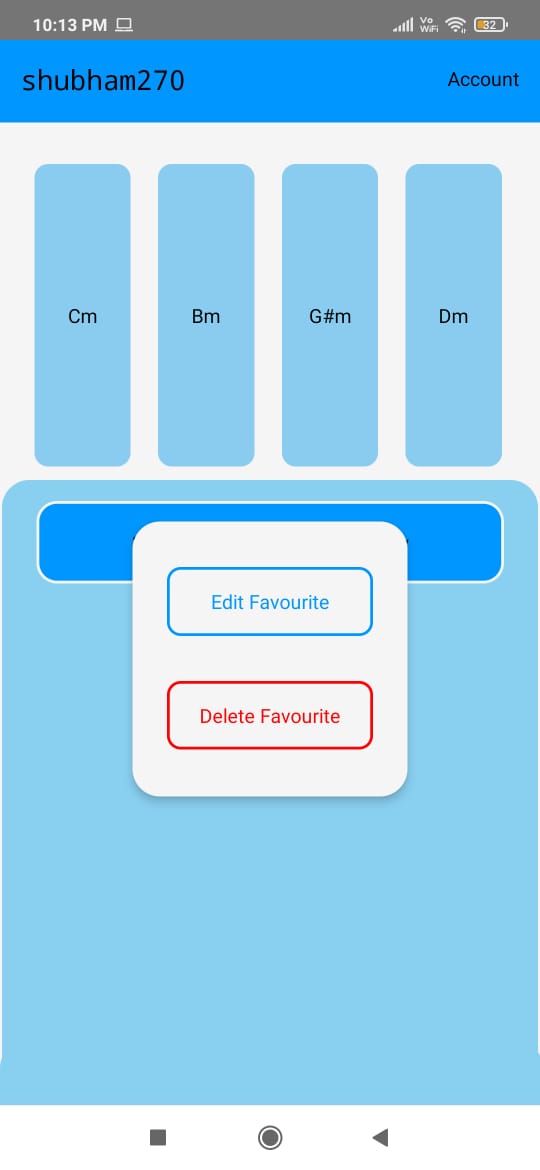 10:13 PM Vo WiFi 32
shubham270 Account
Cm Bm G#m Dm
Edit Favourite
Delete Favourite